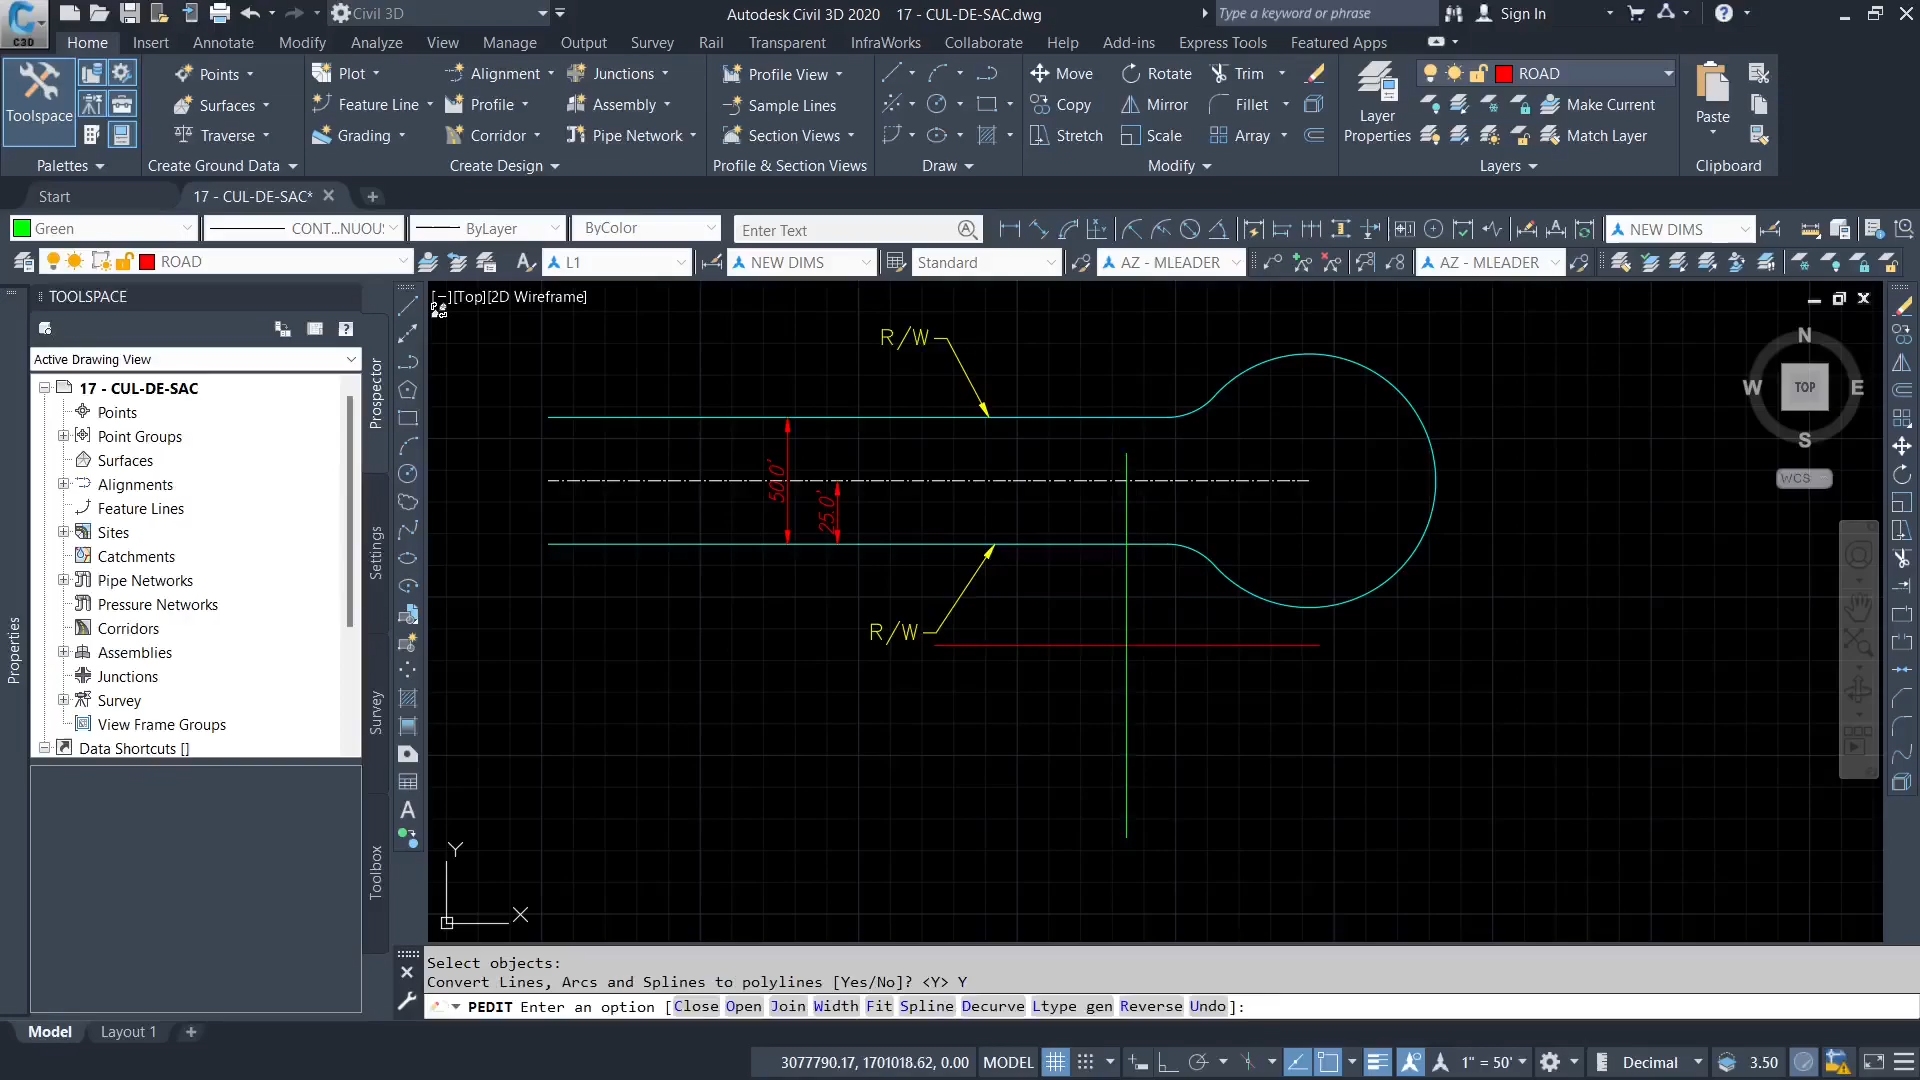 Civil 3D
Autodesk Civil 3D 2020 17 - CUL-DE-SAC.dwg
Type a keyword or phrase
Sign In
C3D
Home Insert Annotate Modify Analyze View Manage Output Survey Rail Transparent InfraWorks Collaborate Help Add-ins Express Tools Featured Apps
Toolspace
Palettes
Points
Surfaces
Traverse
Create Ground Data
Plot
Feature Line
Grading
Alignment
Profile
Corridor
Junctions
Assembly
Pipe Network
Create Design
Profile View
Sample Lines
Section Views
Profile & Section Views
Draw
Move
Copy
Stretch
Rotate
Mirror
Scale
Trim
Fillet
Array
Modify
Layer
Properties
ROAD
Make Current
Match Layer
Layers
Paste
Clipboard
Start
17 - CUL-DE-SAC*
Green
CONT...NUOUS
ByLayer
ByColor
Enter Text
NEW DIMS
ROAD
L1
NEW DIMS
Standard
AZ - MLEADER
AZ - MLEADER
TOOLSPACE
Active Drawing View
17 - CUL-DE-SAC
Points
Point Groups
Surfaces
Alignments
Feature Lines
Sites
Catchments
Pipe Networks
Pressure Networks
Corridors
Assemblies
Junctions
Survey
View Frame Groups
Data Shortcuts []
Prospector
Settings
Survey
Toolbox
Properties
[−][Top][2D Wireframe]
R/W
50.0'
25.0'
R/W
N
W TOP E
S
WCS
Y
X
Select objects:
Convert Lines, Arcs and Splines to polylines [Yes/No]? <Y> Y
PEDIT Enter an option [Close Open Join Width Fit Spline Decurve Ltype gen Reverse Undo]:
Model Layout 1
3077790.17, 1701018.62, 0.00 MODEL
1" = 50'
Decimal
3.50